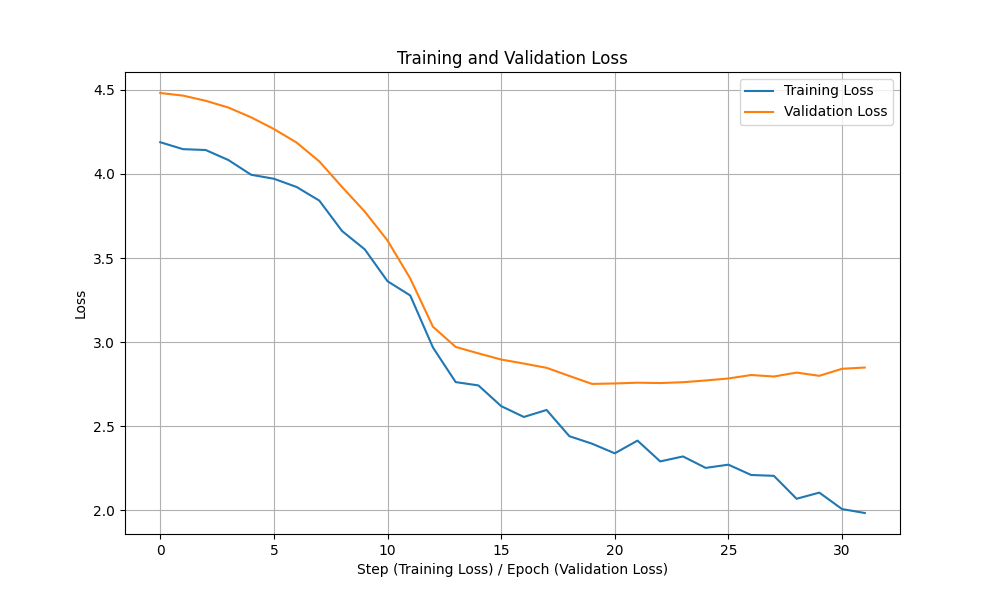 Training and Validation Loss
Training Loss
Validation Loss
4.5
4.0
3.5
3.0
2.5
2.0
Loss
0 5 10 15 20 25 30
Step (Training Loss) / Epoch (Validation Loss)